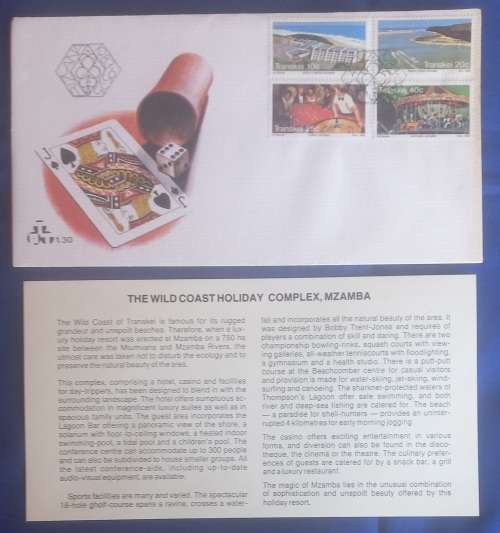 Transkei 10c
Transkei 20c
Transkei 25c
Transkei 40c
J
J
F1.30
THE WILD COAST HOLIDAY COMPLEX, MZAMBA
The Wild Coast of Transkei is famous for its rugged
grandeur and unspoilt beaches. Therefore, when a lux-
ury holiday resort was erected at Mzamba on a 750 ha
site between the Mtumvuna and Mzamba Rivers, the
utmost care was taken not to disturb the ecology and to
preserve the natural beauty of the area.
This complex, comprising a hotel, casino and facilities
for day-trippers, has been designed to blend in with the
surrounding landscape. The hotel offers sumptuous ac-
commodation in magnificent luxury suites as well as in
spacious family units. The guest area incorporates the
Lagoon Bar offering a panoramic view of the shore, a
solarium with floor-to-ceiling windows, a heated indoor
swimming-pool, a tidal pool and a children's pool. The
conference centre can accommodate up to 300 people
and can also be subdivided to house smaller groups. All
the latest conference-aids, including up-to-date
audio-visual equipment, are available.
Sports facilities are many and varied. The spectacular
18-hole gholf-course spans a ravine, crosses a water-
fall and incorporates all the natural beauty of the area. It
was designed by Bobby Trent-Jones and requires of
players a combination of skill and daring. There are two
championship bowling-rinks, squash courts with view-
ing galleries, all-weather tenniscourts with floodlighting,
a gymnasium and a health studio. There is a putt-putt
course at the Beachcomber centre for casual visitors
and provision is made for water-skiing, jet-skiing, wind-
surfing and canoeing. The sharknet-protected waters of
Thompson's Lagoon offer safe swimming, and both
river and deep-sea fishing are catered for. The beach
— a paradise for shell-hunters — provides an uninter-
rupted 4 kilometres for early morning jogging.
The casino offers exciting entertainment in various
forms, and diversion can also be found in the disco-
theque, the cinema or the theatre. The culinary prefer-
ences of guests are catered for by a snack bar, a grill
and a luxury restaurant.
The magic of Mzamba lies in the unusual combination
of sophistication and unspoilt beauty offered by this
holiday resort.